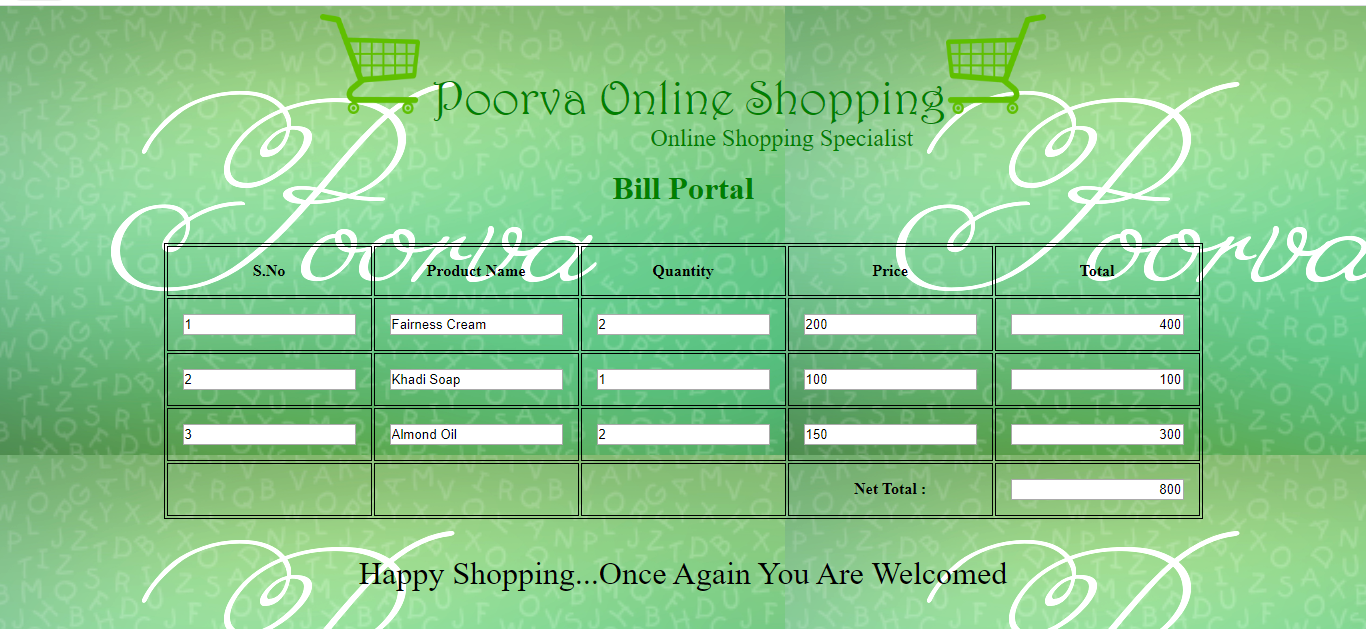 Poorva Online Shopping
Online Shopping Specialist
Bill Portal
Poorva Poorva
S.No Product Name Quantity Price Total
1 Fairness Cream 2 200 400
2 Khadi Soap 1 100 100
3 Almond Oil 2 150 300
Net Total : 800
Happy Shopping...Once Again You Are Welcomed